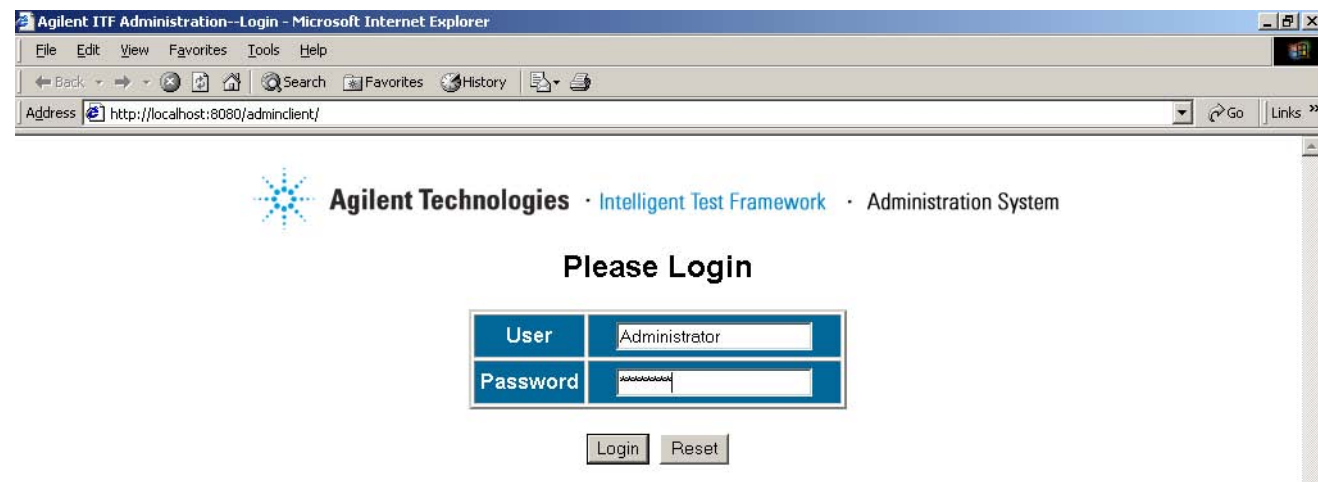 Agilent ITF Administration--Login - Microsoft Internet Explorer
File Edit View Favorites Tools Help
Back Search Favorites History
Address http://localhost:8080/adminclient/ Go Links »
Agilent Technologies · Intelligent Test Framework · Administration System
Please Login
User Administrator
Password *********
Login Reset